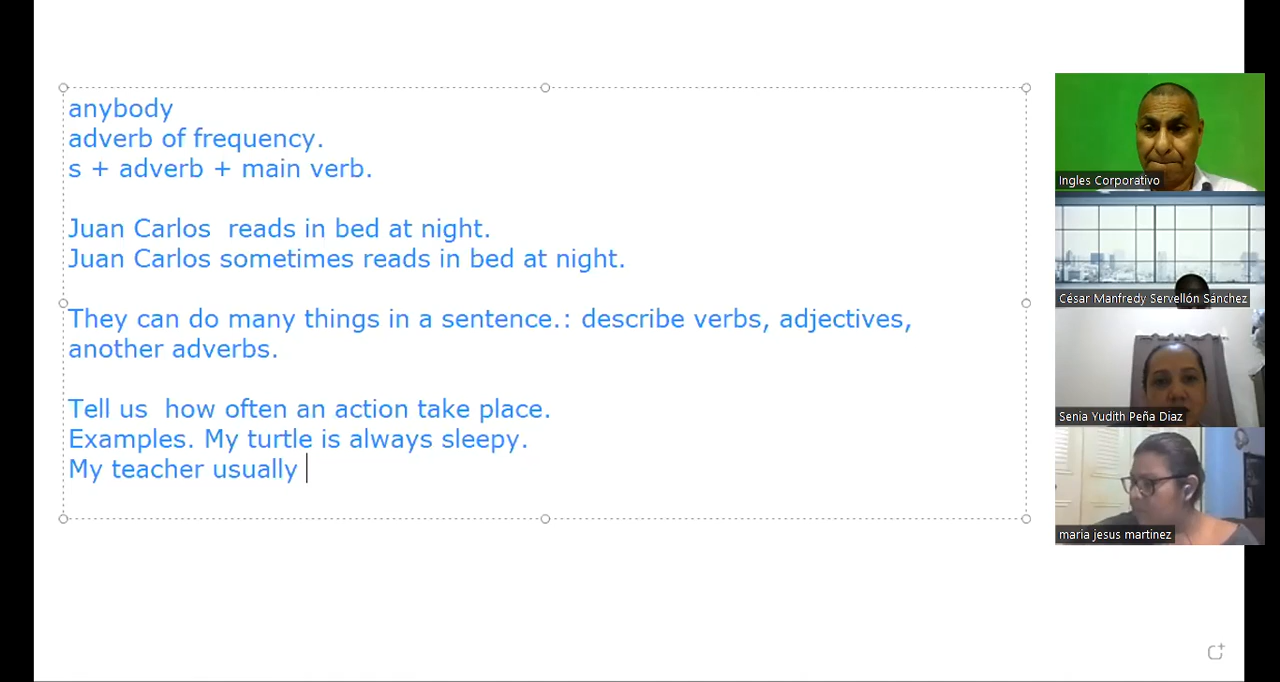 anybody
adverb of frequency.
s + adverb + main verb.
Juan Carlos  reads in bed at night.
Juan Carlos sometimes reads in bed at night.
They can do many things in a sentence.: describe verbs, adjectives,
another adverbs.
Tell us  how often an action take place.
Examples. My turtle is always sleepy.
My teacher usually
Ingles Corporativo
César Manfredy Servellón Sánchez
Senia Yudith Peña Diaz
maria jesus martinez